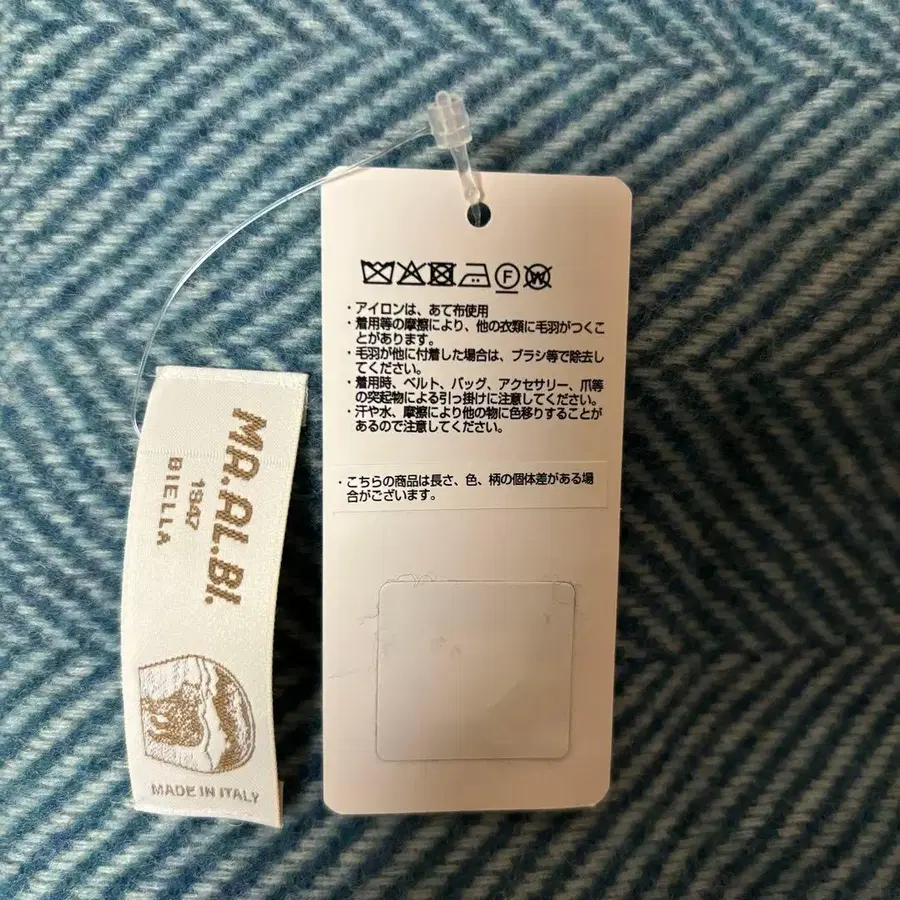 F W
・アイロンは、あて布使用
・着用等の摩擦により、他の衣類に毛羽がつくこ
とがあります。
・毛羽が他に付着した場合は、ブラシ等で除去し
てください。
・着用時、ベルト、バッグ、アクセサリー、爪等
の突起物による引っ掛けに注意してください。
・汗や水、摩擦により他の物に色移りすることが
あるので注意してください。
・こちらの商品は長さ、色、柄の個体差がある場
合がございます。
MR.AL.BI.
1947
BIELLA
MADE IN ITALY